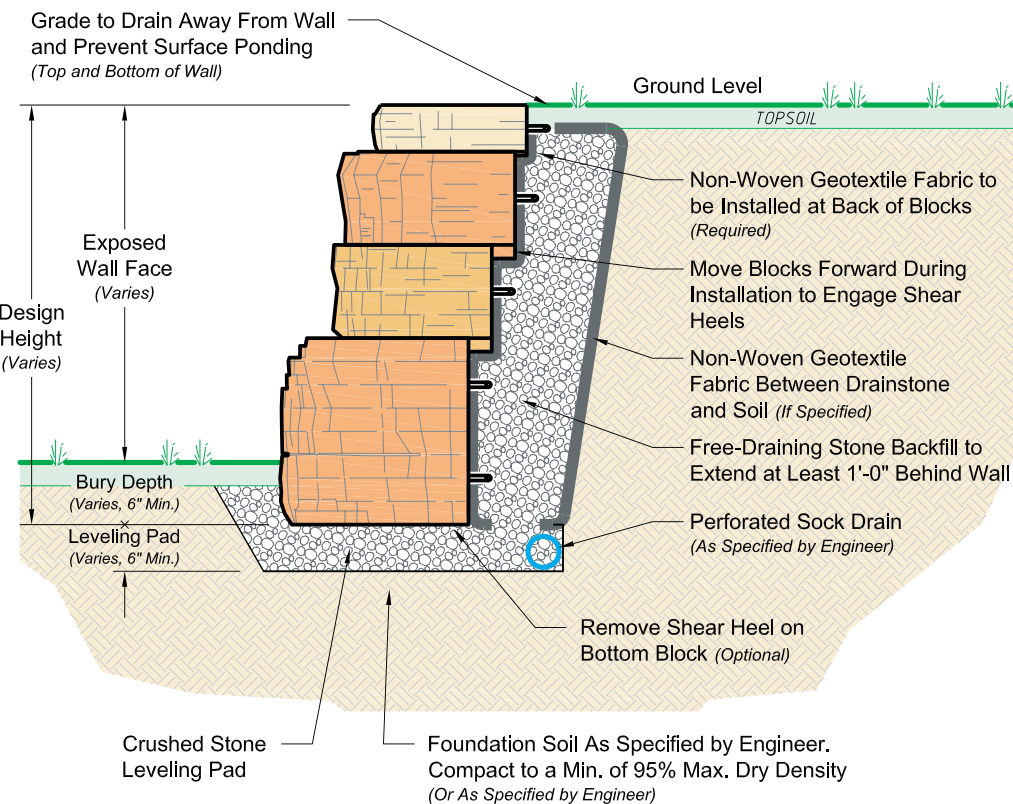 Grade to Drain Away From Wall
and Prevent Surface Ponding
(Top and Bottom of Wall)
Ground Level
TOPSOIL
Non-Woven Geotextile Fabric to
be Installed at Back of Blocks
(Required)
Exposed
Wall Face
(Varies)
Move Blocks Forward During
Installation to Engage Shear
Heels
Design
Height
(Varies)
Non-Woven Geotextile
Fabric Between Drainstone
and Soil (If Specified)
Free-Draining Stone Backfill to
Extend at Least 1'-0" Behind Wall
Bury Depth
(Varies, 6" Min.)
Leveling Pad
(Varies, 6" Min.)
Perforated Sock Drain
(As Specified by Engineer)
Remove Shear Heel on
Bottom Block (Optional)
Crushed Stone
Leveling Pad
Foundation Soil As Specified by Engineer.
Compact to a Min. of 95% Max. Dry Density
(Or As Specified by Engineer)